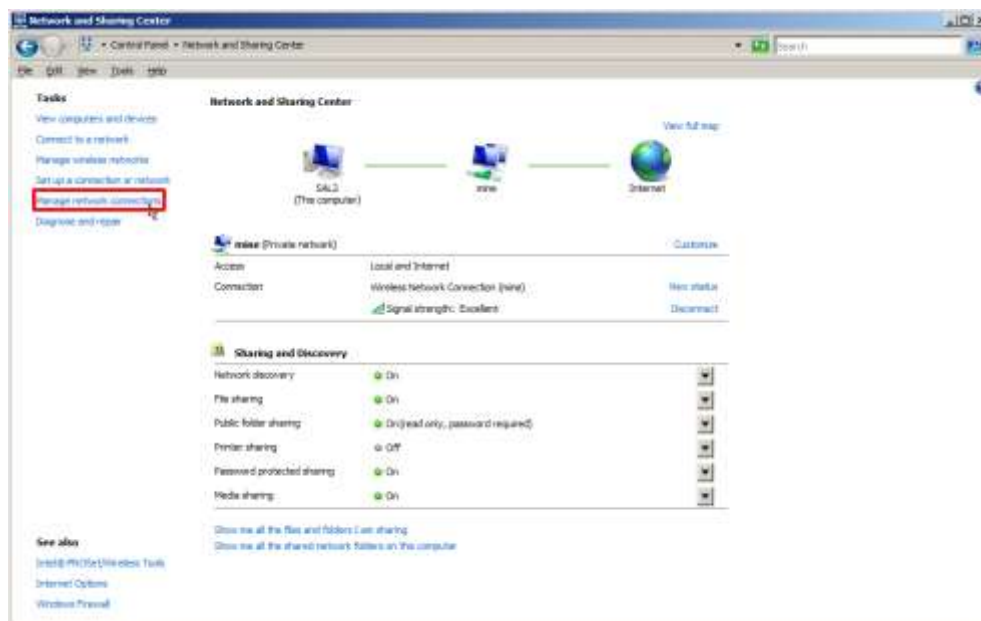 Network and Sharing Center
Control Panel Network and Sharing Center
Search
File Edit View Tools Help
Tasks
View computers and devices
Connect to a network
Manage wireless networks
Set up a connection or network
Manage network connections
Diagnose and repair
Network and Sharing Center
View full map
SAL3
(This computer)
mine
Internet
mine (Private network)
Customize
Access
Local and Internet
Connection
Wireless Network Connection (mine)
View status
Signal strength: Excellent
Disconnect
Sharing and Discovery
Network discovery
On
File sharing
On
Public folder sharing
On(read only, password required)
Printer sharing
Off
Password protected sharing
On
Media sharing
On
Show me all the files and folders I am sharing
Show me all the shared network folders on this computer
See also
Intel® PROSet/Wireless Tools
Internet Options
Windows Firewall